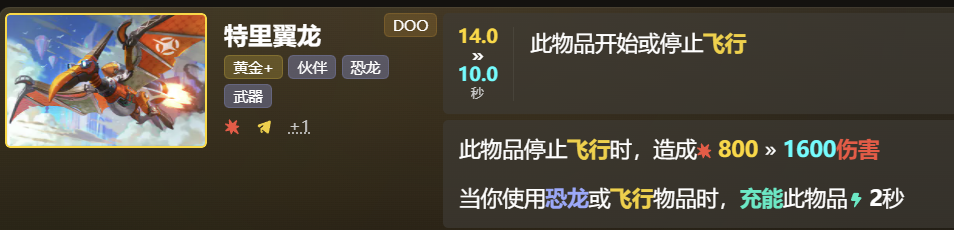 特里翼龙
DOO
黄金+ 伙伴 恐龙
武器
+1
14.0
»
10.0
秒
此物品开始或停止飞行
此物品停止飞行时，造成 800 » 1600伤害
当你使用恐龙或飞行物品时，充能此物品 2秒